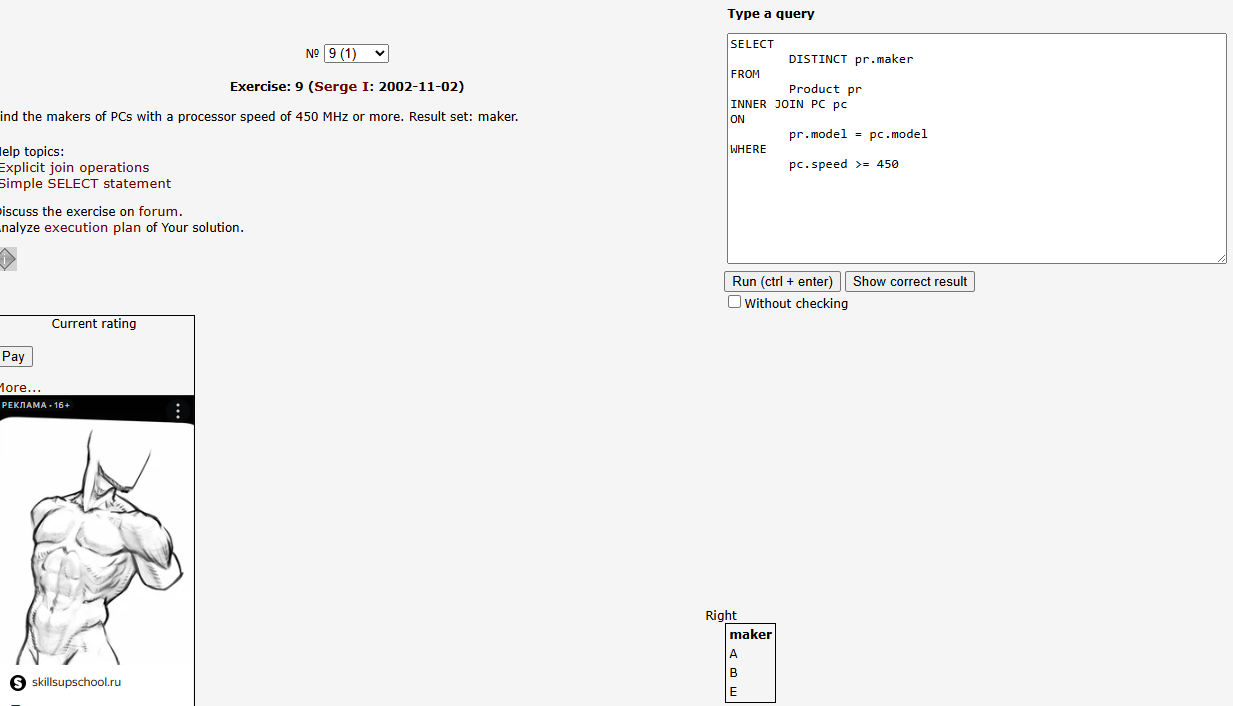 № 9 (1)
Exercise: 9 (Serge I: 2002-11-02)
ind the makers of PCs with a processor speed of 450 MHz or more. Result set: maker.
elp topics:
Explicit join operations
Simple SELECT statement
iscuss the exercise on forum.
nalyze execution plan of Your solution.
Current rating
Pay
More...
РЕКЛАМА • 16+
skillsupschool.ru
Type a query
SELECT
DISTINCT pr.maker
FROM
Product pr
INNER JOIN PC pc
ON
pr.model = pc.model
WHERE
pc.speed >= 450
Run (ctrl + enter) Show correct result
Without checking
Right
maker
A
B
E